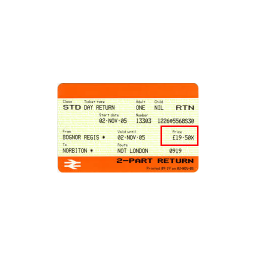 Class Ticket type Adult Child
STD DAY RETURN ONE NIL RTN
Start date Number
02-NOV-05 13303 1226#5568S30
From Valid until Price
BOGNOR REGIS * 02-NOV-05 £19·50X
To Route
NORBITON * NOT LONDON 0919
2-PART RETURN